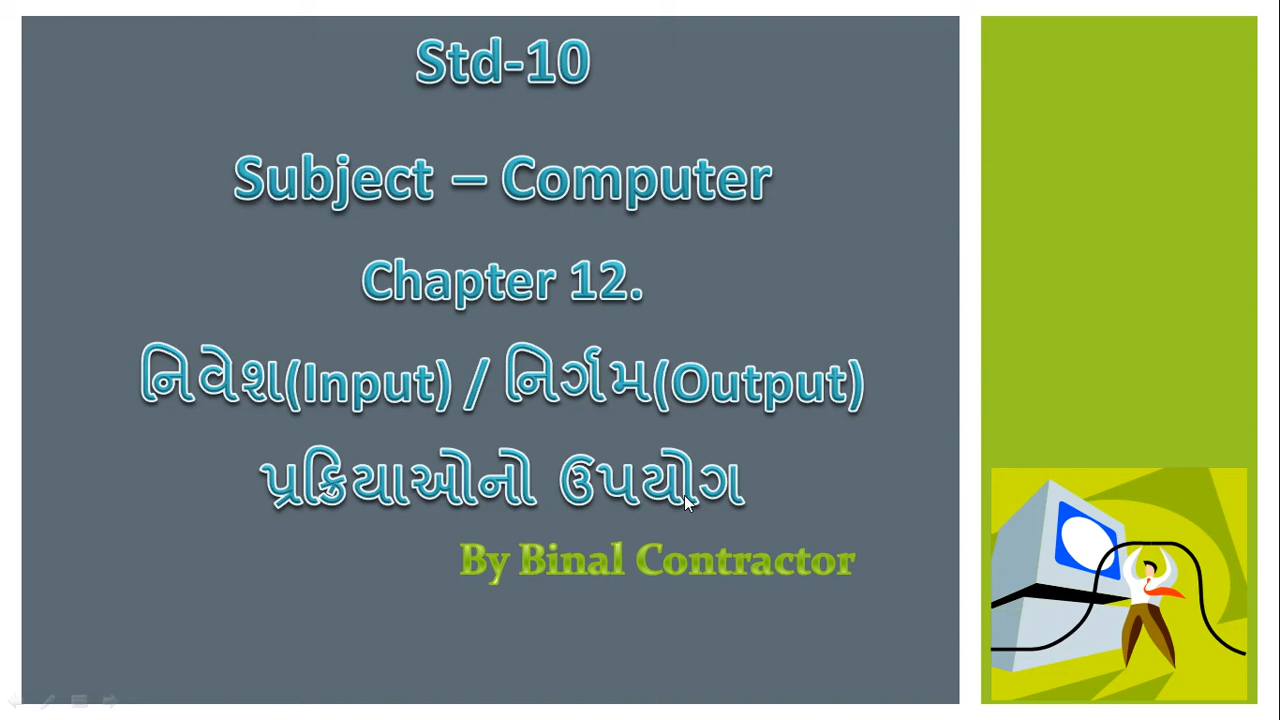 Std-10
Subject – Computer
Chapter 12.
નિવેશ(Input) / નિર્ગમ(Output)
પ્રક્રિયાઓનો ઉપયોગ
By Binal Contractor